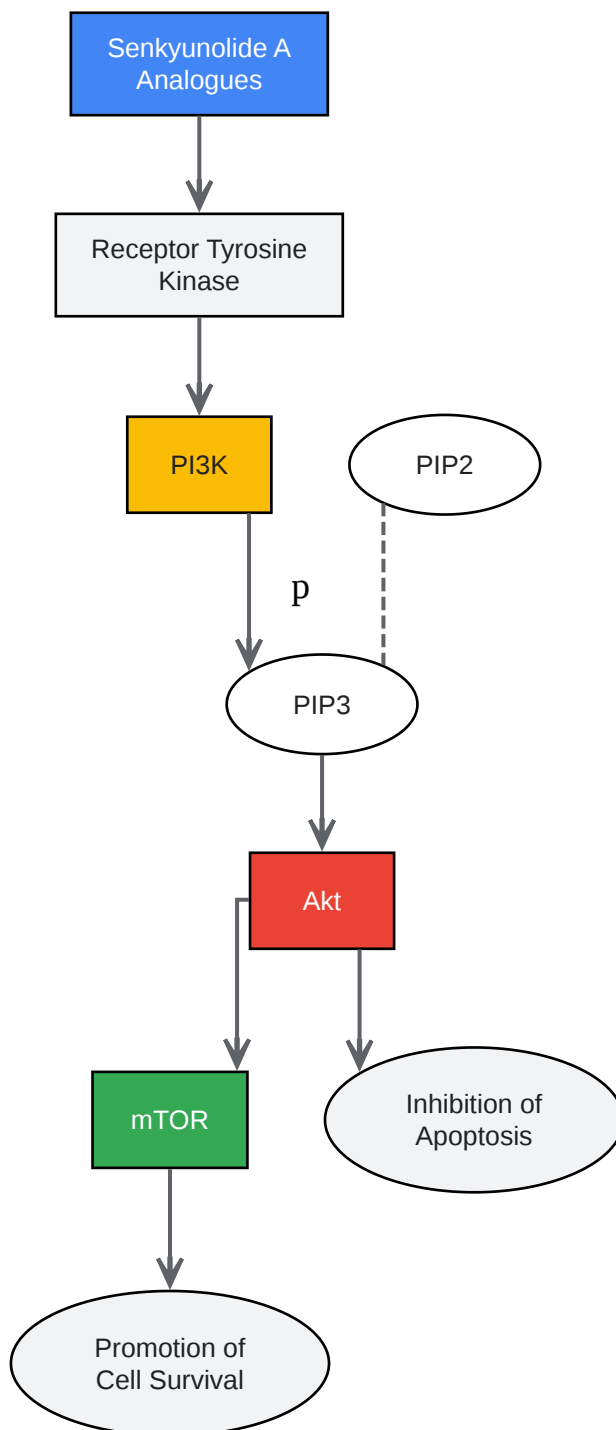 Senkyunolide A
Analogues
Receptor Tyrosine
Kinase
PI3K
PIP2
p
PIP3
Akt
mTOR
Inhibition of
Apoptosis
Promotion of
Cell Survival